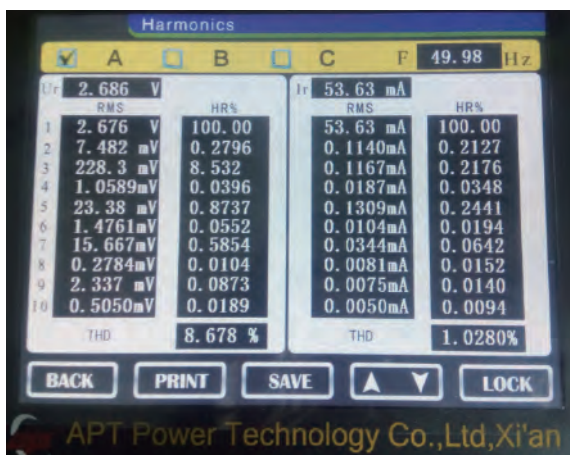 Harmonics
A B C F 49.98 Hz
Ur 2.686 V Ir 53.63 mA
RMS HR% RMS HR%
1 2.676 V 100.00 53.63 mA 100.00
2 7.482 mV 0.2796 0.1140mA 0.2127
3 228.3 mV 8.532 0.1167mA 0.2176
4 1.0589mV 0.0396 0.0187mA 0.0348
5 23.38 mV 0.8737 0.1309mA 0.2441
6 1.4761mV 0.0552 0.0104mA 0.0194
7 15.667mV 0.5854 0.0344mA 0.0642
8 0.2784mV 0.0104 0.0081mA 0.0152
9 2.337 mV 0.0873 0.0075mA 0.0140
10 0.5050mV 0.0189 0.0050mA 0.0094
THD 8.678 % THD 1.0280%
BACK PRINT SAVE LOCK
APT Power Technology Co.,Ltd,Xi'an